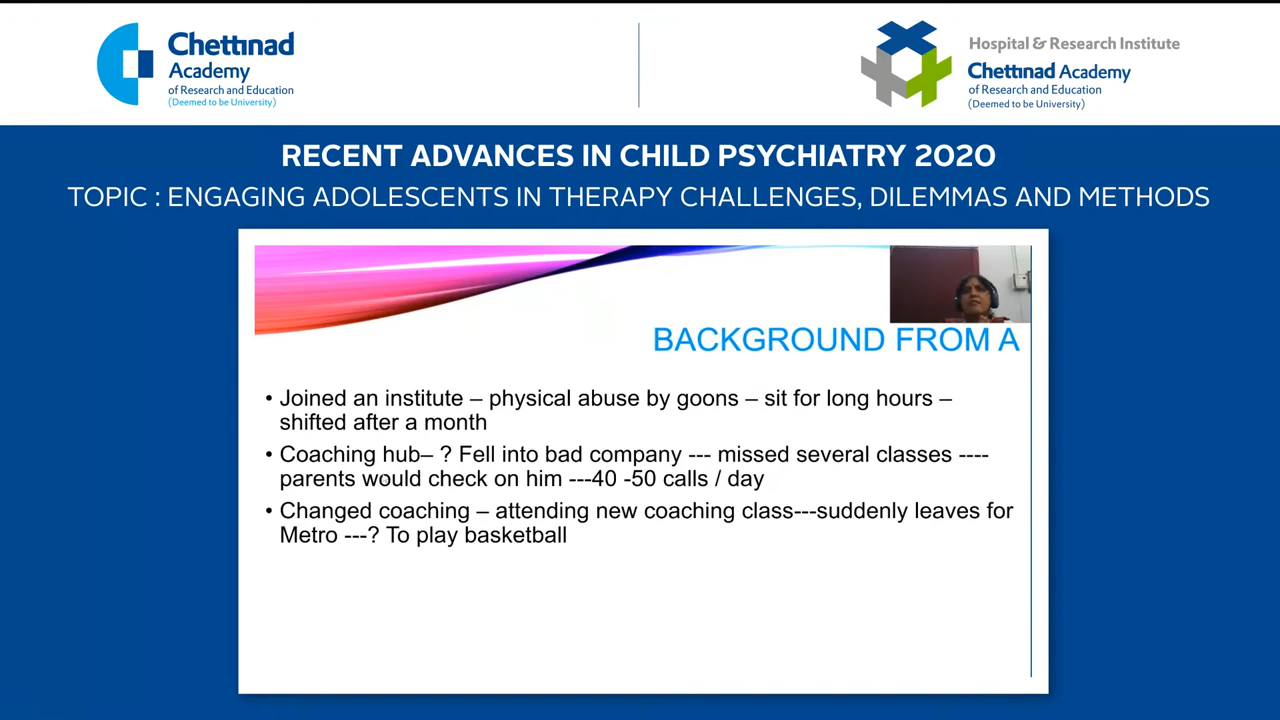 Chettinad
Academy
of Research and Education
(Deemed to be University)
Hospital & Research Institute
Chettinad Academy
of Research and Education
(Deemed to be University)
RECENT ADVANCES IN CHILD PSYCHIATRY 2020
TOPIC : ENGAGING ADOLESCENTS IN THERAPY CHALLENGES, DILEMMAS AND METHODS
BACKGROUND FROM A
• Joined an institute – physical abuse by goons – sit for long hours –
shifted after a month
• Coaching hub– ? Fell into bad company --- missed several classes ----
parents would check on him ---40 -50 calls / day
• Changed coaching – attending new coaching class---suddenly leaves for
Metro ---? To play basketball